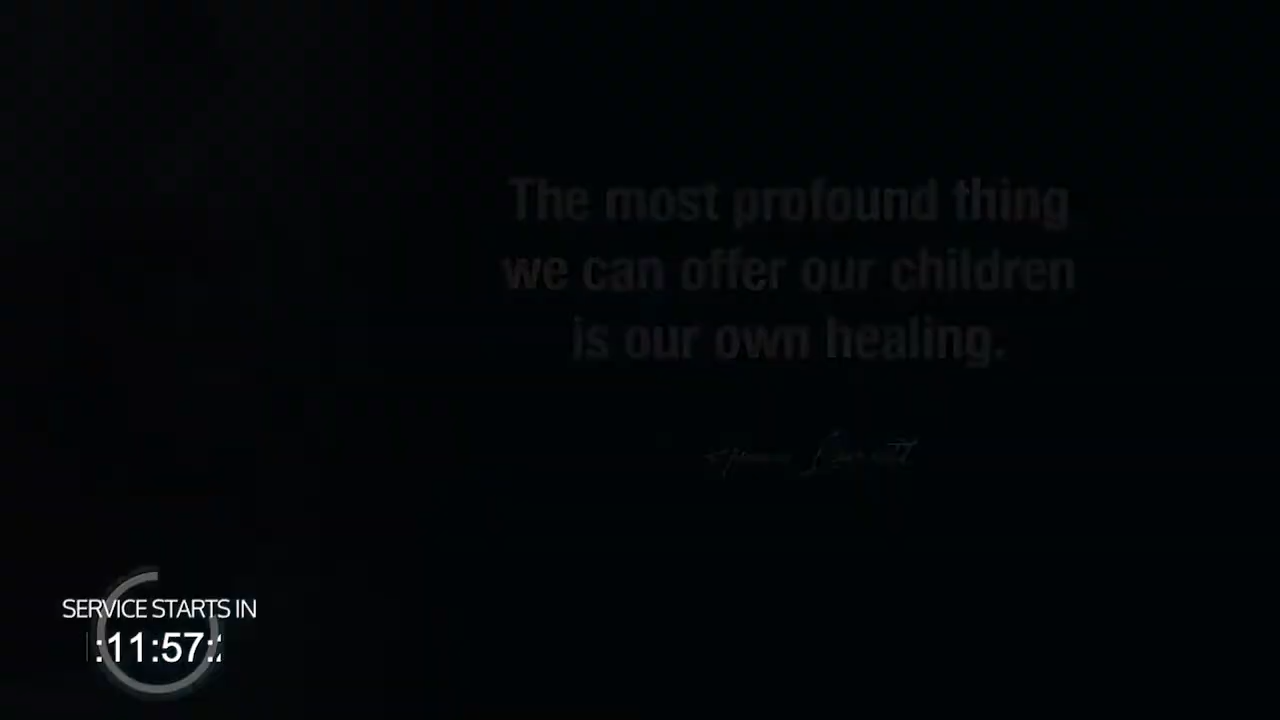 The most profound thing
we can offer our children
is our own healing.
SERVICE STARTS IN
:11:57: